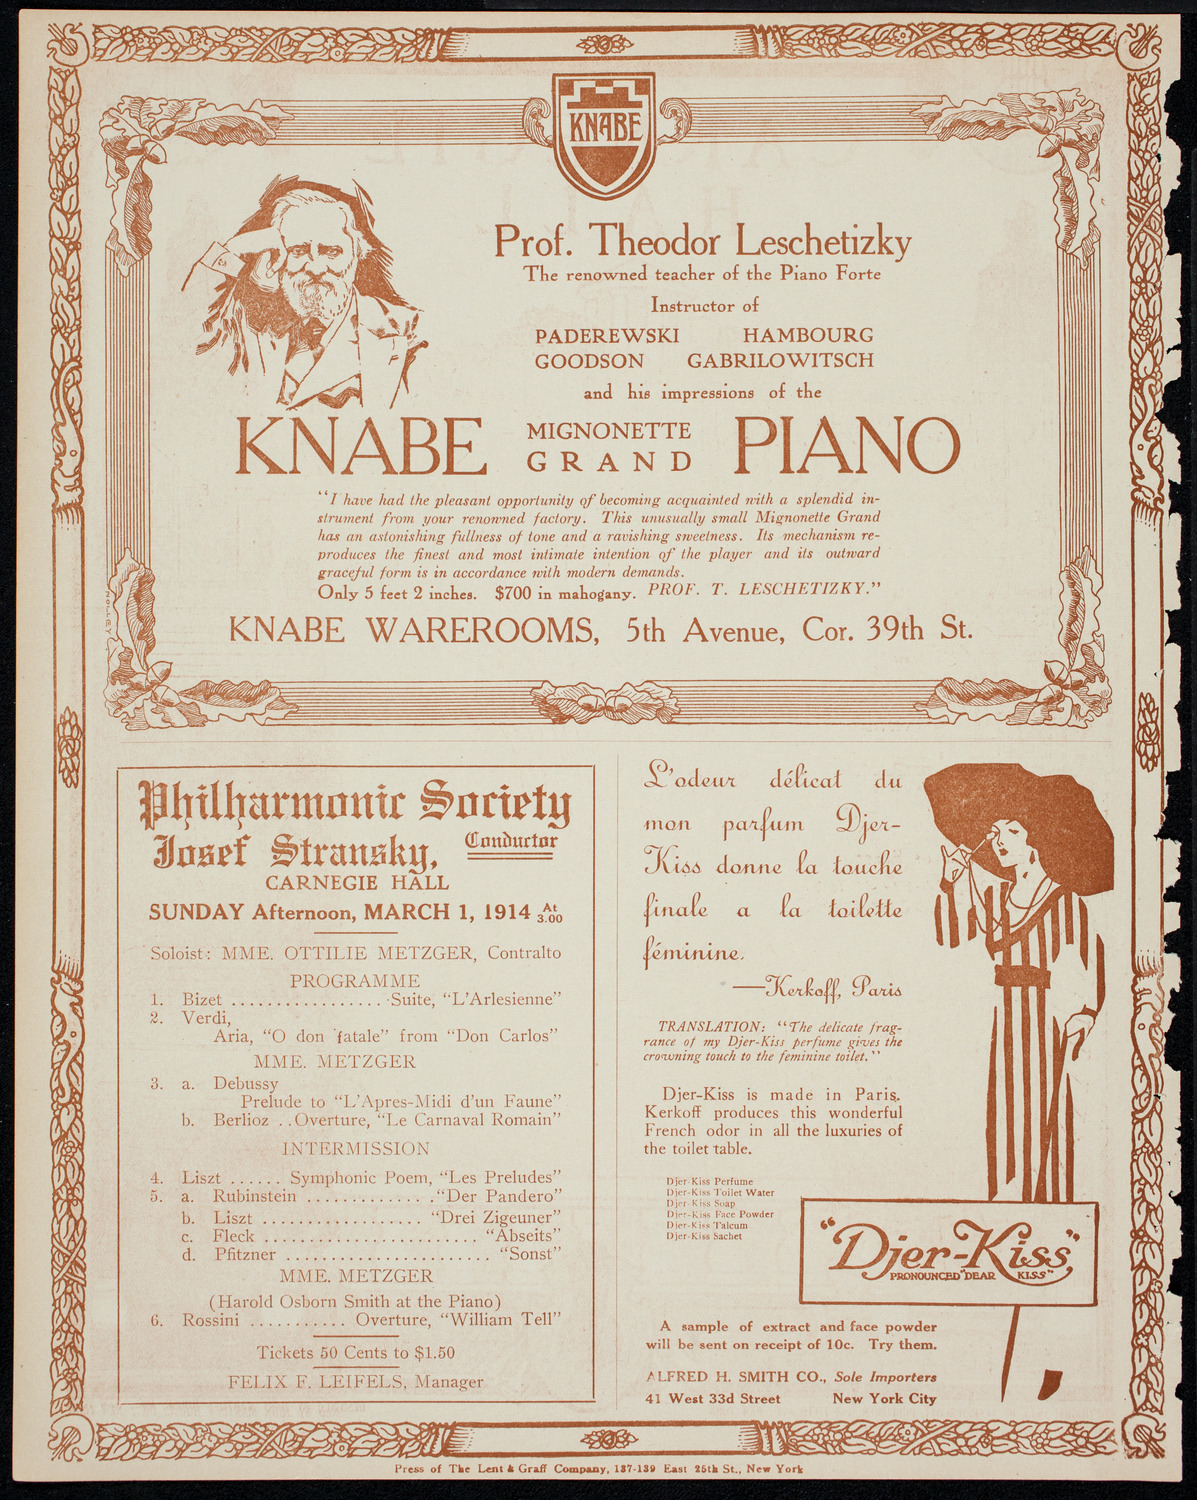 KNABE
Prof. Theodor Leschetizky
The renowned teacher of the Piano Forte
Instructor of
PADEREWSKI HAMBOURG
GOODSON GABRILOWITSCH
and his impressions of the
KNABE MIGNONETTE GRAND PIANO
"I have had the pleasant opportunity of becoming acquainted with a splendid in-
strument from your renowned factory. This unusually small Mignonette Grand
has an astonishing fullness of tone and a ravishing sweetness. Its mechanism re-
produces the finest and most intimate intention of the player and its outward
graceful form is in accordance with modern demands.
Only 5 feet 2 inches. $700 in mahogany. PROF. T. LESCHETIZKY."
KNABE WAREROOMS, 5th Avenue, Cor. 39th St.
Philharmonic Society
Josef Stransky, Conductor
CARNEGIE HALL
SUNDAY Afternoon, MARCH 1, 1914 At 3.00
Soloist: MME. OTTILIE METZGER, Contralto
PROGRAMME
1. Bizet ................. Suite, "L'Arlesienne"
2. Verdi,
Aria, "O don fatale" from "Don Carlos"
MME. METZGER
3. a. Debussy
Prelude to "L'Apres-Midi d'un Faune"
b. Berlioz ..Overture, "Le Carnaval Romain"
INTERMISSION
4. Liszt ...... Symphonic Poem, "Les Preludes"
5. a. Rubinstein .............."Der Pandero"
b. Liszt .................. "Drei Zigeuner"
c. Fleck ........................ "Abseits"
d. Pfitzner ....................... "Sonst"
MME. METZGER
(Harold Osborn Smith at the Piano)
6. Rossini ........... Overture, "William Tell"
Tickets 50 Cents to $1.50
FELIX F. LEIFELS, Manager
L'odeur délicat du
mon parfum Djer-
Kiss donne la touche
finale a la toilette
féminine.
—Kerkoff, Paris
TRANSLATION: "The delicate frag-
rance of my Djer-Kiss perfume gives the
crowning touch to the feminine toilet."
Djer-Kiss is made in Paris.
Kerkoff produces this wonderful
French odor in all the luxuries of
the toilet table.
Djer-Kiss Perfume
Djer-Kiss Toilet Water
Djer-Kiss Soap
Djer-Kiss Face Powder
Djer-Kiss Talcum
Djer-Kiss Sachet
"Djer-Kiss"
PRONOUNCED "DEAR KISS"
A sample of extract and face powder
will be sent on receipt of 10c. Try them.
ALFRED H. SMITH CO., Sole Importers
41 West 33d Street New York City
Press of The Lent & Graff Company, 137-139 East 25th St., New York